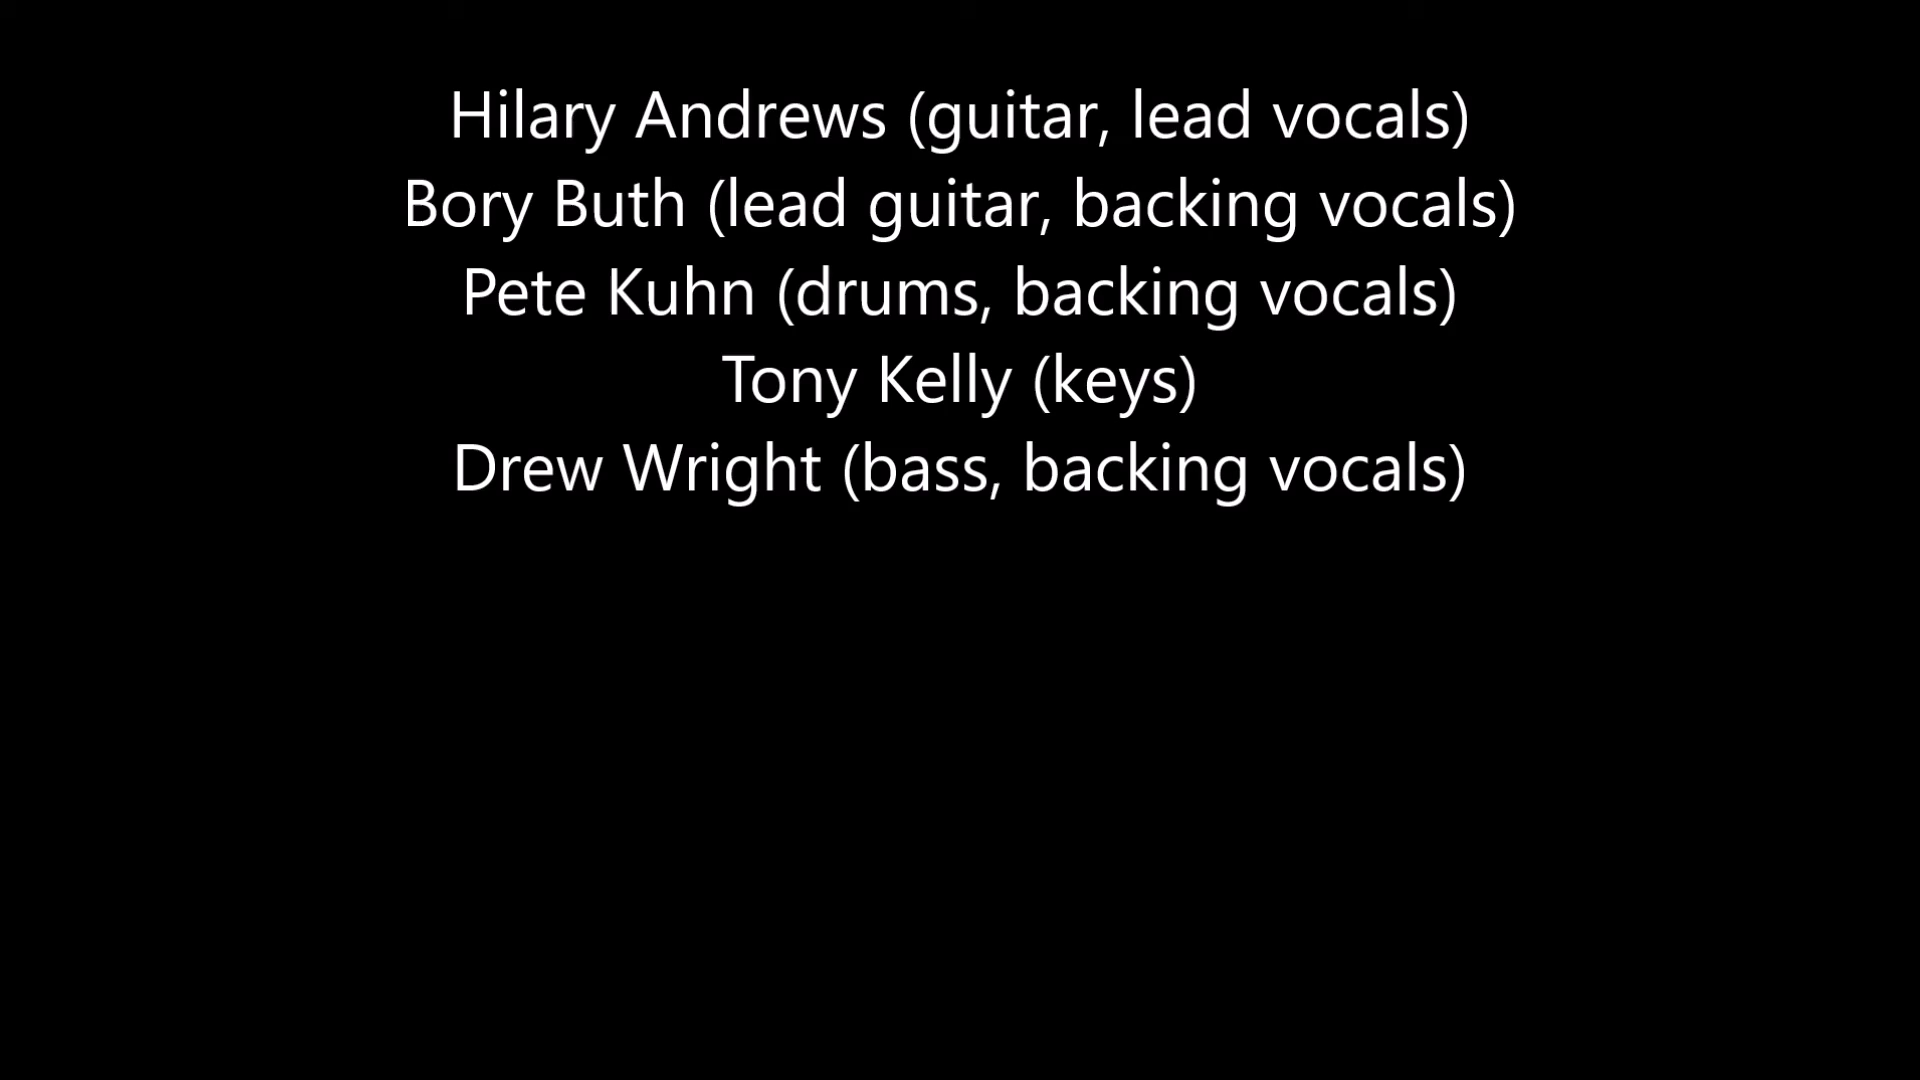 Hilary Andrews (guitar, lead vocals)
Bory Buth (lead guitar, backing vocals)
Pete Kuhn (drums, backing vocals)
Tony Kelly (keys)
Drew Wright (bass, backing vocals)